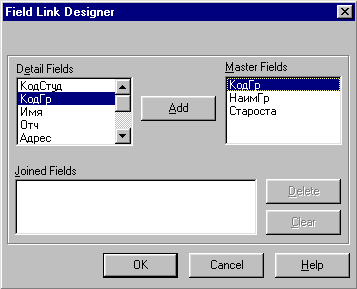 Field Link Designer
Detail Fields
Master Fields
КодСтуд
КодГр
Имя
Отч
Адрес
Add
КодГр
НаимГр
Староста
Joined Fields
Delete
Clear
OK
Cancel
Help